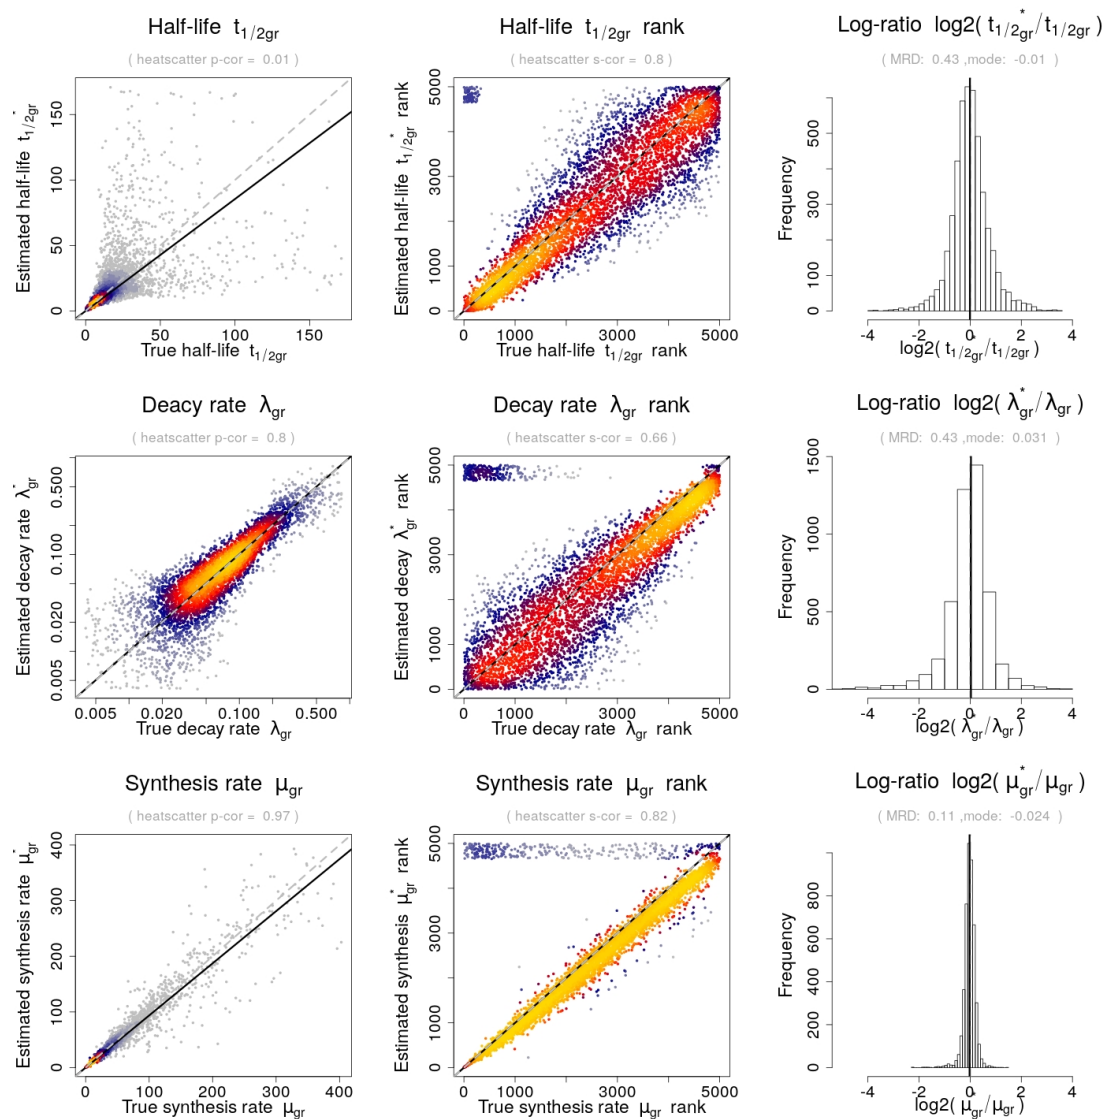 Half-life t1/2gr
( heatscatter p-cor = 0.01 )
Estimated half-life t*1/2gr
150
100
50
0
0 50 100 150
True half-life t1/2gr
Half-life t1/2gr rank
( heatscatter s-cor = 0.8 )
Estimated half-life t*1/2gr rank
5000
3000
1000
0
0 1000 3000 5000
True half-life t1/2gr rank
Log-ratio log2( t*1/2gr/t1/2gr )
( MRD: 0.43 ,mode: -0.01 )
Frequency
500
300
100
0
-4 -2 0 2 4
log2( t1/2gr/t1/2gr )
Deacy rate λgr
( heatscatter p-cor = 0.8 )
Estimated decay rate λ*gr
0.500
0.100
0.020
0.005
0.005 0.020 0.100 0.500
True decay rate λgr
Decay rate λgr rank
( heatscatter s-cor = 0.66 )
Estimated decay λ*gr rank
5000
3000
1000
0
0 1000 3000 5000
True decay rate λgr rank
Log-ratio log2( λ*gr/λgr )
( MRD: 0.43 ,mode: 0.031 )
Frequency
1500
1000
500
0
-4 -2 0 2 4
log2( λgr/λgr )
Synthesis rate μgr
( heatscatter p-cor = 0.97 )
Estimated synthesis rate μ*gr
400
300
200
100
0
0 100 200 300 400
True synthesis rate μgr
Synthesis rate μgr rank
( heatscatter s-cor = 0.82 )
Estimated synthesis μ*gr rank
5000
3000
1000
0
0 1000 3000 5000
True synthesis rate μgr rank
Log-ratio log2( μ*gr/μgr )
( MRD: 0.11 ,mode: -0.024 )
Frequency
800
600
400
200
0
-4 -2 0 2 4
log2( μgr/μgr )